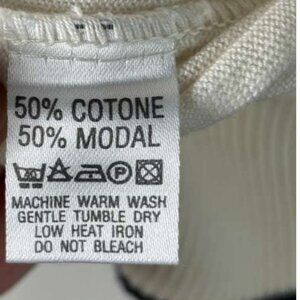 50% COTONE
50% MODAL
MACHINE WARM WASH
GENTLE TUMBLE DRY
LOW HEAT IRON
DO NOT BLEACH